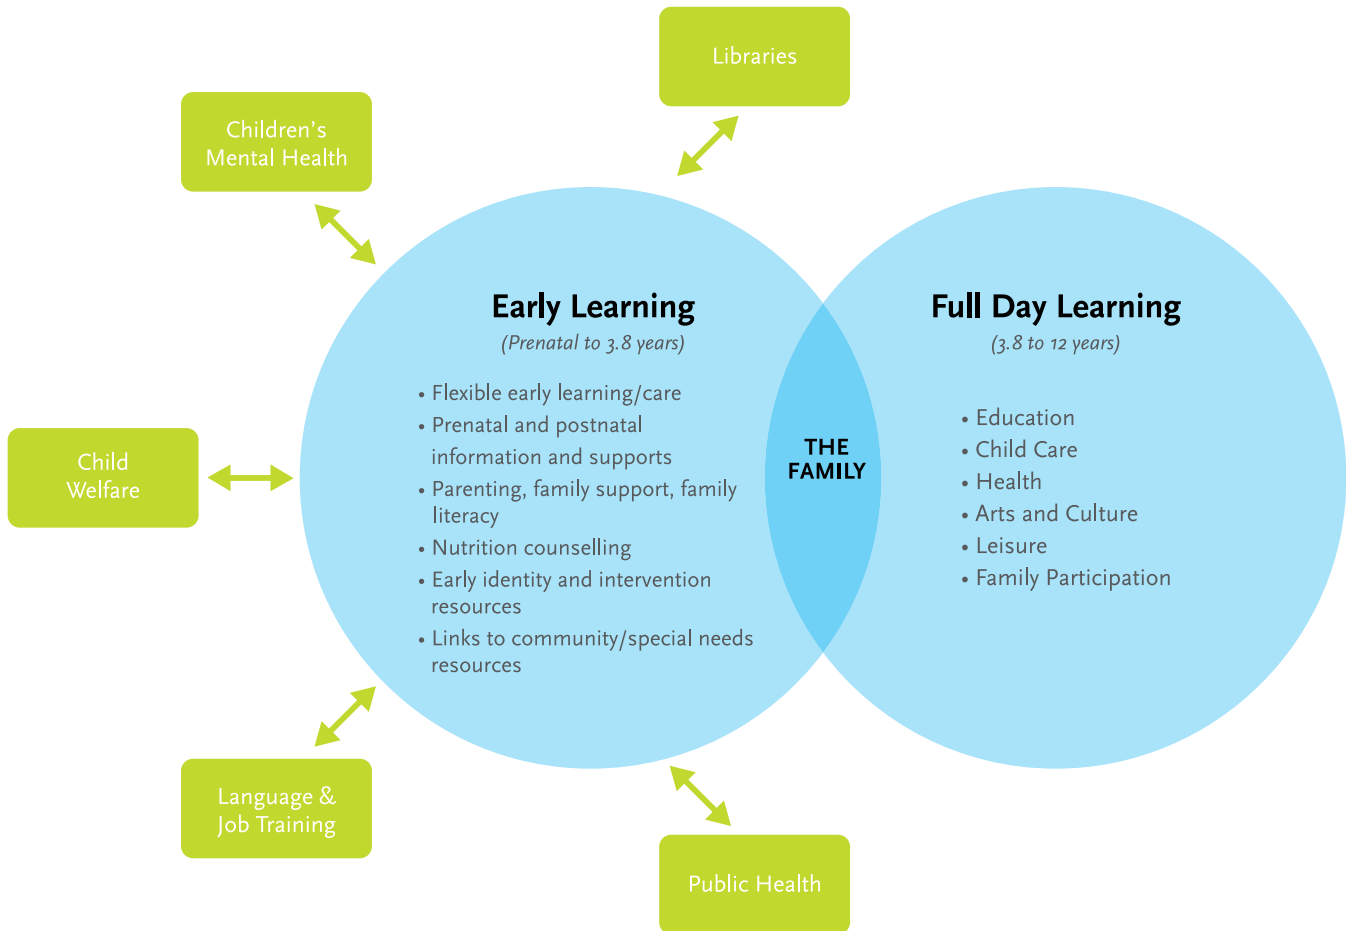 Libraries
Children’s
Mental Health
Early Learning
(Prenatal to 3.8 years)
• Flexible early learning/care
• Prenatal and postnatal
information and supports
• Parenting, family support, family
literacy
• Nutrition counselling
• Early identity and intervention
resources
• Links to community/special needs
resources
THE
FAMILY
Full Day Learning
(3.8 to 12 years)
• Education
• Child Care
• Health
• Arts and Culture
• Leisure
• Family Participation
Child
Welfare
Language &
Job Training
Public Health